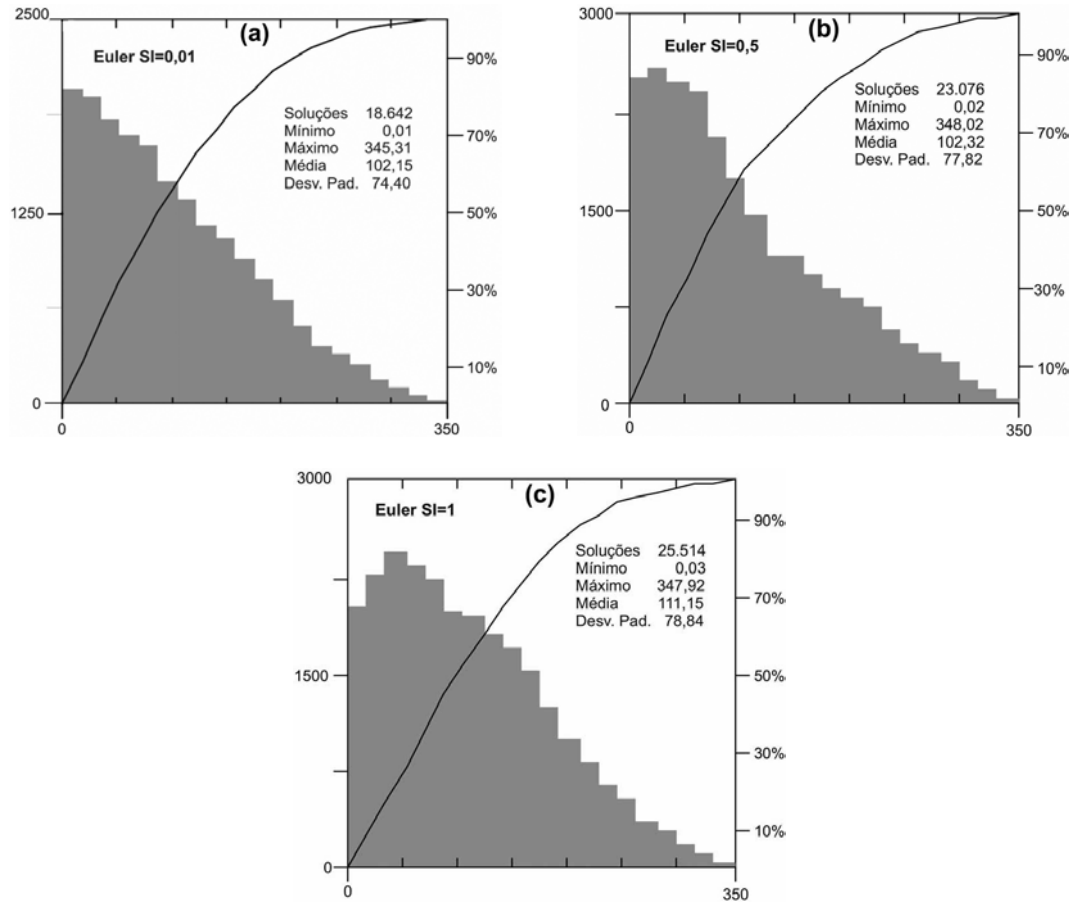 (a)
Euler SI=0,01
Soluções 18.642
Mínimo 0,01
Máximo 345,31
Média 102,15
Desv. Pad. 74,40
2500
1250
0
90%
70%
50%
30%
10%
0
350
(b)
Euler SI=0,5
Soluções 23.076
Mínimo 0,02
Máximo 348,02
Média 102,32
Desv. Pad. 77,82
3000
1500
0
90%
70%
50%
30%
10%
0
350
(c)
Euler SI=1
Soluções 25.514
Mínimo 0,03
Máximo 347,92
Média 111,15
Desv. Pad. 78,84
3000
1500
0
90%
70%
50%
30%
10%
0
350